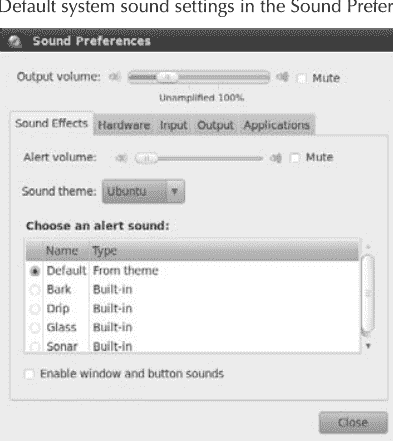 Default system sound settings in the Sound Prefer
Sound Preferences
Output volume: Mute
Unamplified 100%
Sound Effects Hardware Input Output Applications
Alert volume: Mute
Sound theme: Ubuntu
Choose an alert sound:
Name Type
Default From theme
Bark Built-in
Drip Built-in
Glass Built-in
Sonar Built-in
Enable window and button sounds
Close